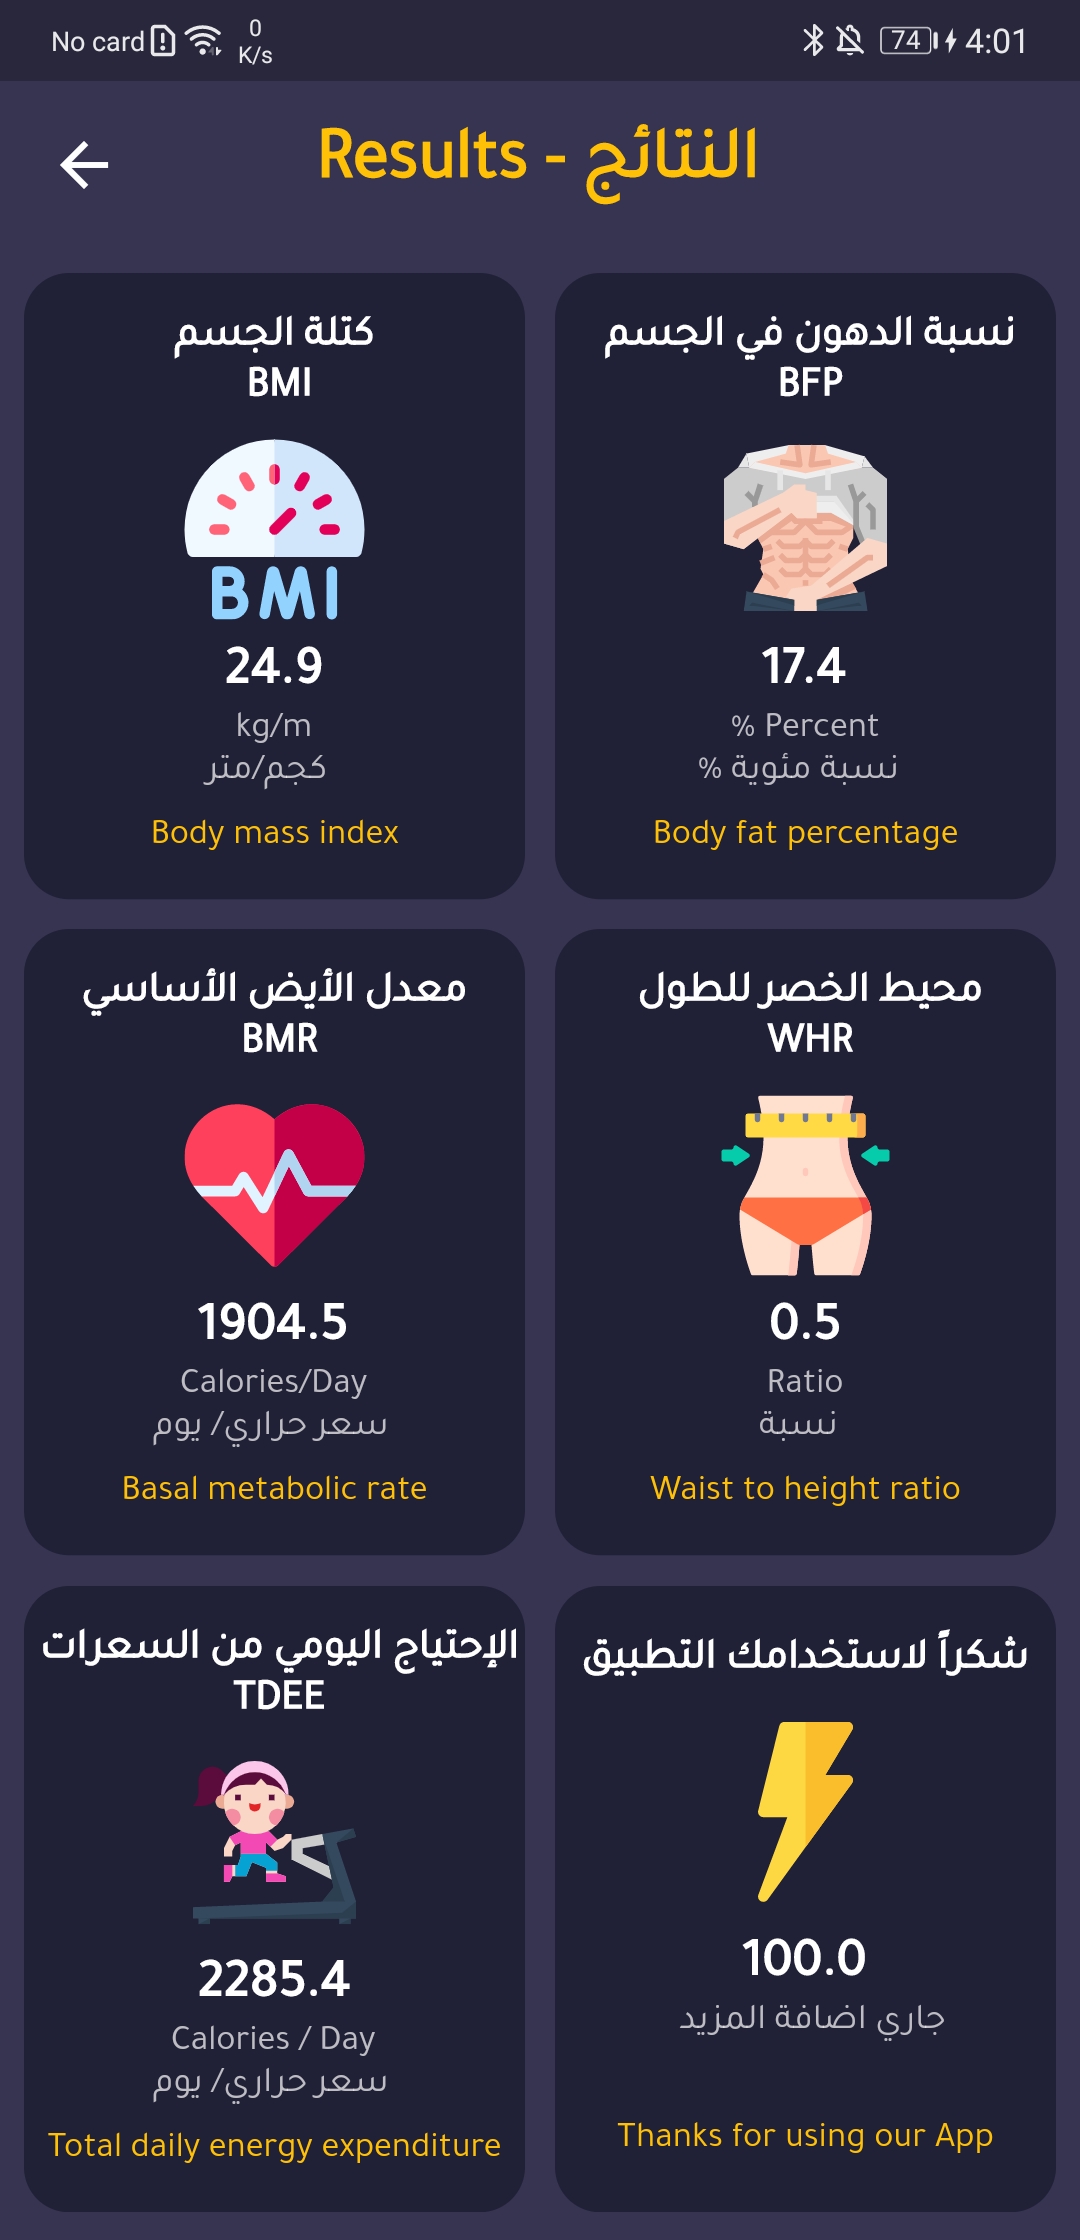 No card 0 K/s 74 4:01
Results - النتائج
كتلة الجسم
BMI
BMI
24.9
kg/m
كجم/متر
Body mass index
نسبة الدهون في الجسم
BFP
17.4
% Percent
نسبة مئوية %
Body fat percentage
معدل الأيض الأساسي
BMR
1904.5
Calories/Day
سعر حراري/ يوم
Basal metabolic rate
محيط الخصر للطول
WHR
0.5
Ratio
نسبة
Waist to height ratio
الإحتياج اليومي من السعرات
TDEE
2285.4
Calories / Day
سعر حراري/ يوم
Total daily energy expenditure
شكراً لاستخدامك التطبيق
100.0
جاري اضافة المزيد
Thanks for using our App